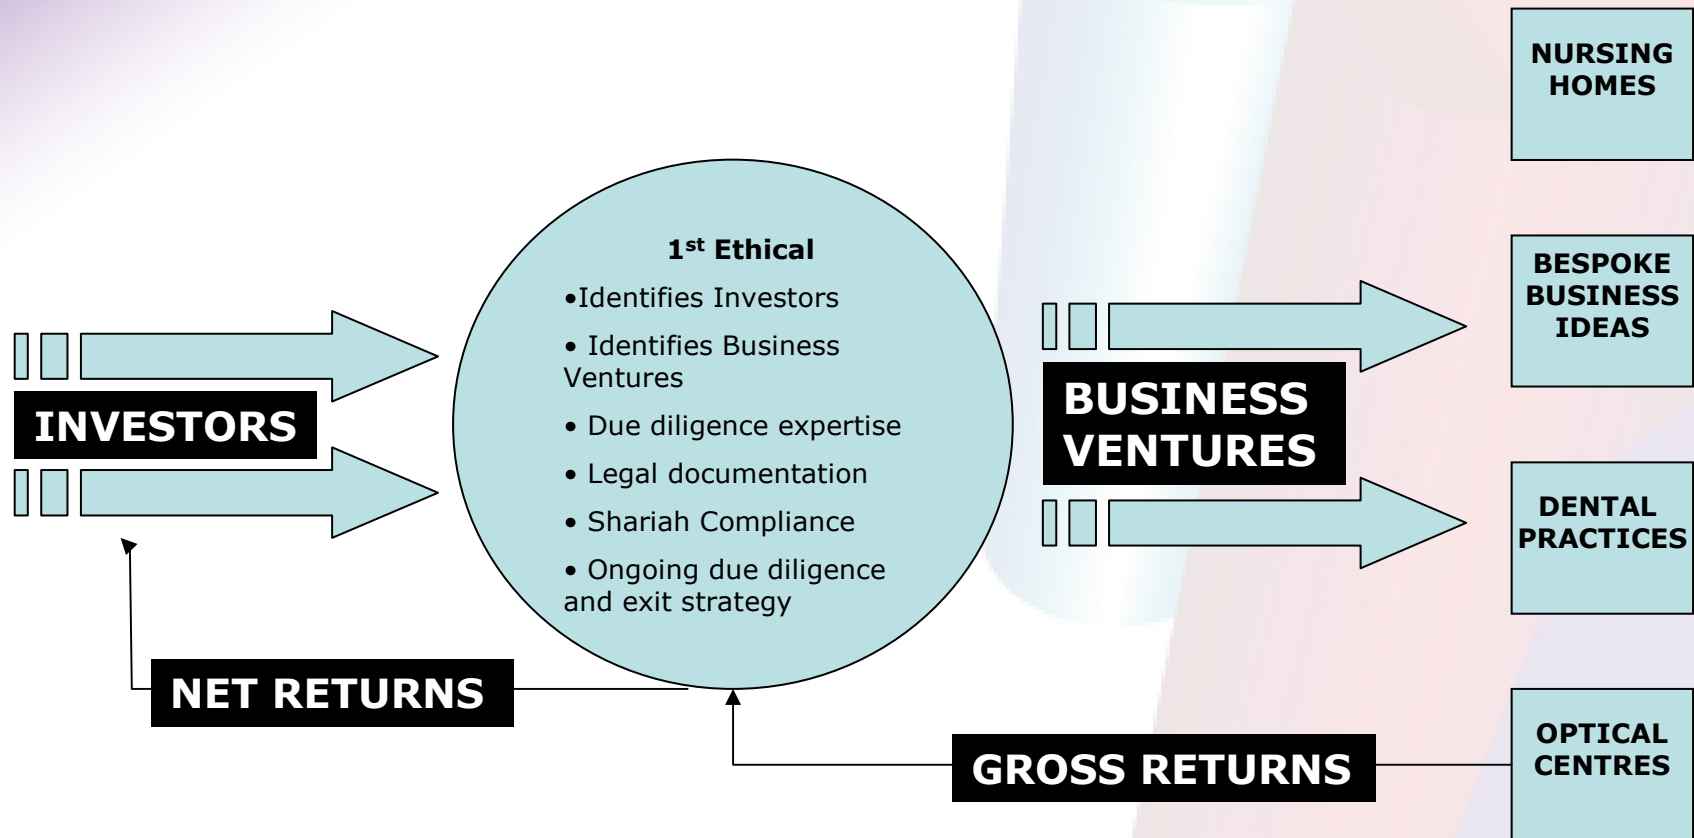 INVESTORS
1st Ethical
•Identifies Investors
• Identifies Business
Ventures
• Due diligence expertise
• Legal documentation
• Shariah Compliance
• Ongoing due diligence
and exit strategy
BUSINESS
VENTURES
NURSING
HOMES
BESPOKE
BUSINESS
IDEAS
DENTAL
PRACTICES
OPTICAL
CENTRES
NET RETURNS
GROSS RETURNS